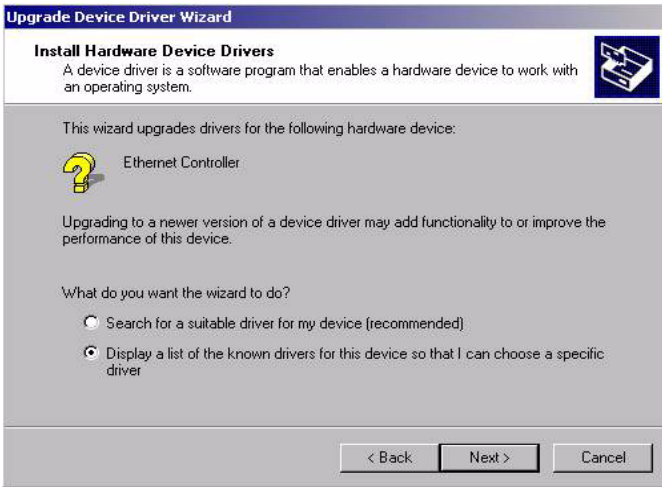 Upgrade Device Driver Wizard
Install Hardware Device Drivers
A device driver is a software program that enables a hardware device to work with
an operating system.
This wizard upgrades drivers for the following hardware device:
Ethernet Controller
Upgrading to a newer version of a device driver may add functionality to or improve the
performance of this device.
What do you want the wizard to do?
Search for a suitable driver for my device (recommended)
Display a list of the known drivers for this device so that I can choose a specific
driver
< Back
Next >
Cancel